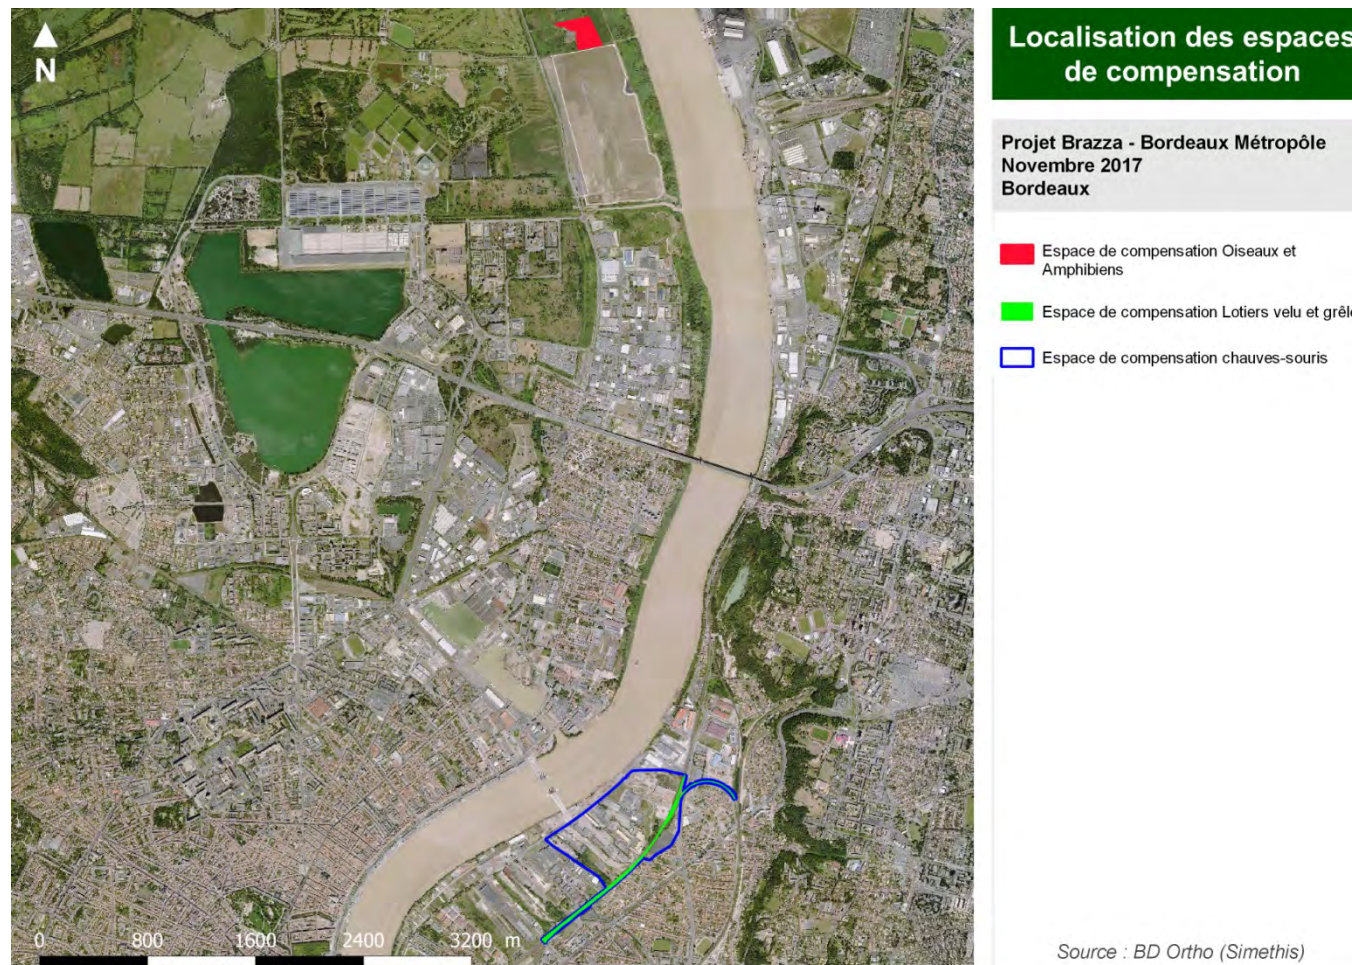 Localisation des espaces
de compensation
N
Projet Brazza - Bordeaux Métropôle
Novembre 2017
Bordeaux
Espace de compensation Oiseaux et
Amphibiens
Espace de compensation Lotiers velu et grêle
Espace de compensation chauves-souris
0 800 1600 2400 3200 m
Source : BD Ortho (Simethis)